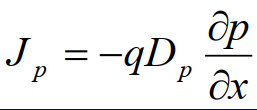 J_p = -qD_p ∂p/∂x